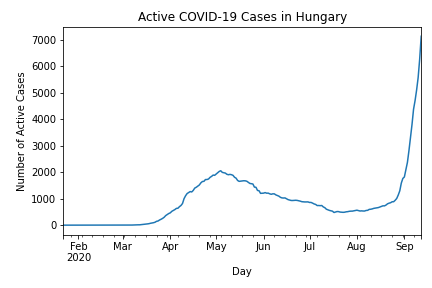 Active COVID-19 Cases in Hungary
Number of Active Cases
7000
6000
5000
4000
3000
2000
1000
0
Feb Mar Apr May Jun Jul Aug Sep
2020
Day